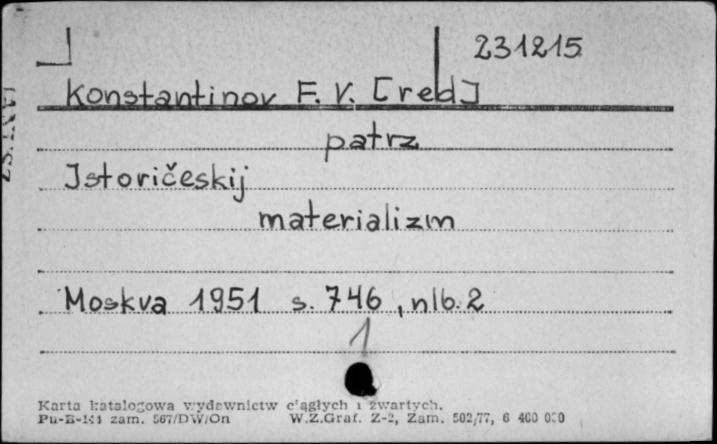 231215
Konstantinov F. V. [red]
patrz
Istoričeskij
materializm
Moskva 1951 s. 746, nlb. 2
1
Karta katalogowa wydawnictw ciągłych i zwartych.
Pu-B-141 zam. 567/DW/On W.Z.Graf. Z-2, Zam. 502/77, 6 400 000